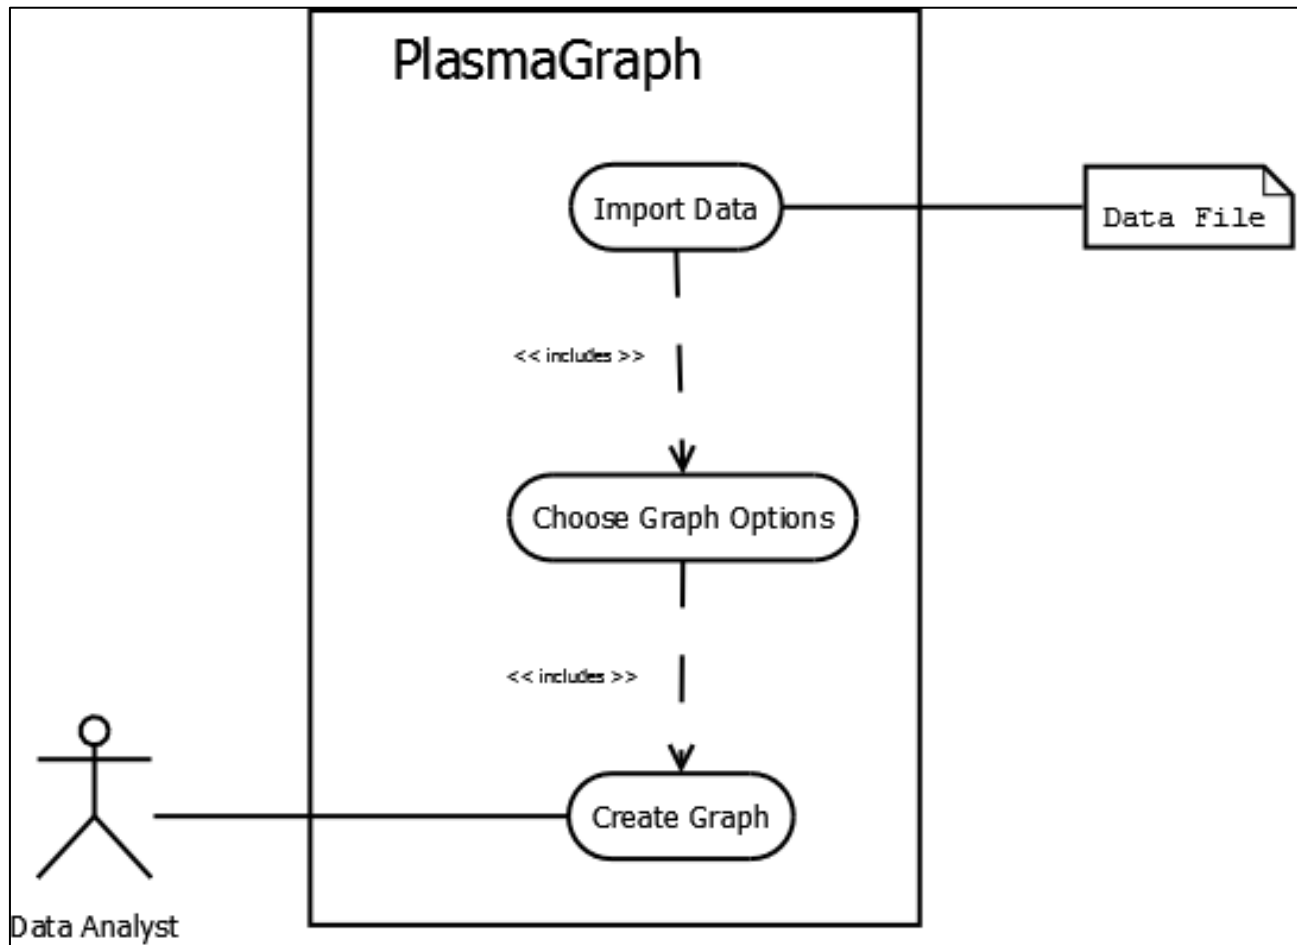 PlasmaGraph
Import Data
Data File
<< includes >>
Choose Graph Options
<< includes >>
Create Graph
Data Analyst